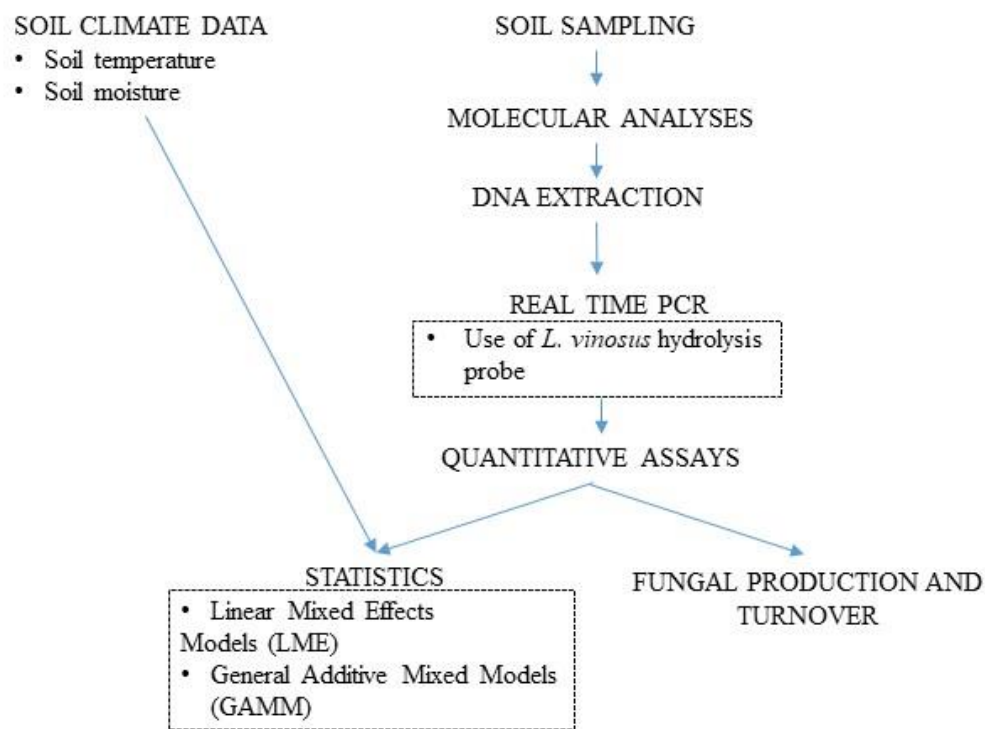 SOIL CLIMATE DATA
• Soil temperature
• Soil moisture
SOIL SAMPLING
MOLECULAR ANALYSES
DNA EXTRACTION
REAL TIME PCR
• Use of L. vinosus hydrolysis
probe
QUANTITATIVE ASSAYS
STATISTICS
• Linear Mixed Effects
Models (LME)
• General Additive Mixed Models
(GAMM)
FUNGAL PRODUCTION AND
TURNOVER